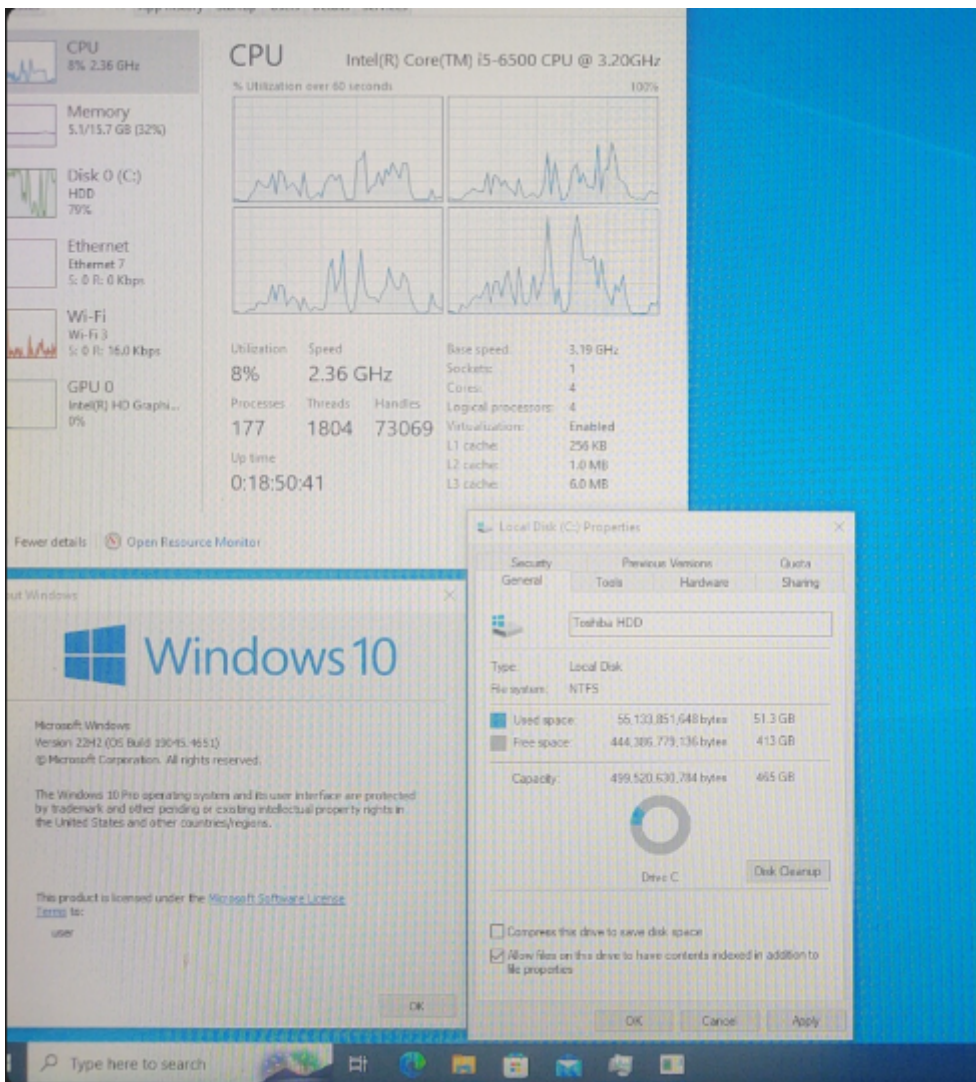 CPU
8% 2.36 GHz
Memory
5.1/15.7 GB (32%)
Disk 0 (C:)
HDD
79%
Ethernet
Ethernet 7
S: 0 R: 0 Kbps
Wi-Fi
Wi-Fi 3
S: 0 R: 16.0 Kbps
GPU 0
Intel(R) HD Graphi...
0%
CPU
Intel(R) Core(TM) i5-6500 CPU @ 3.20GHz
% Utilization over 60 seconds 100%
Utilization Speed
8% 2.36 GHz
Processes Threads Handles
177 1804 73069
Up time
0:18:50:41
Base speed: 3.19 GHz
Sockets: 1
Cores: 4
Logical processors: 4
Virtualization: Enabled
L1 cache: 256 KB
L2 cache: 1.0 MB
L3 cache: 6.0 MB
Fewer details Open Resource Monitor
Windows
Windows 10
Microsoft Windows
Version 22H2 (OS Build 19045.4651)
© Microsoft Corporation. All rights reserved.
The Windows 10 Pro operating system and its user interface are protected
by trademark and other pending or existing intellectual property rights in
the United States and other countries/regions.
This product is licensed under the Microsoft Software License
Terms to:
user
OK
Local Disk (C:) Properties
Security Previous Versions Quota
General Tools Hardware Sharing
Toshiba HDD
Type: Local Disk
File system: NTFS
Used space: 55,133,851,648 bytes 51.3 GB
Free space: 444,386,779,136 bytes 413 GB
Capacity: 499,520,630,784 bytes 465 GB
Drive C:
Disk Cleanup
Compress this drive to save disk space
Allow files on this drive to have contents indexed in addition to
file properties
OK Cancel Apply
Type here to search